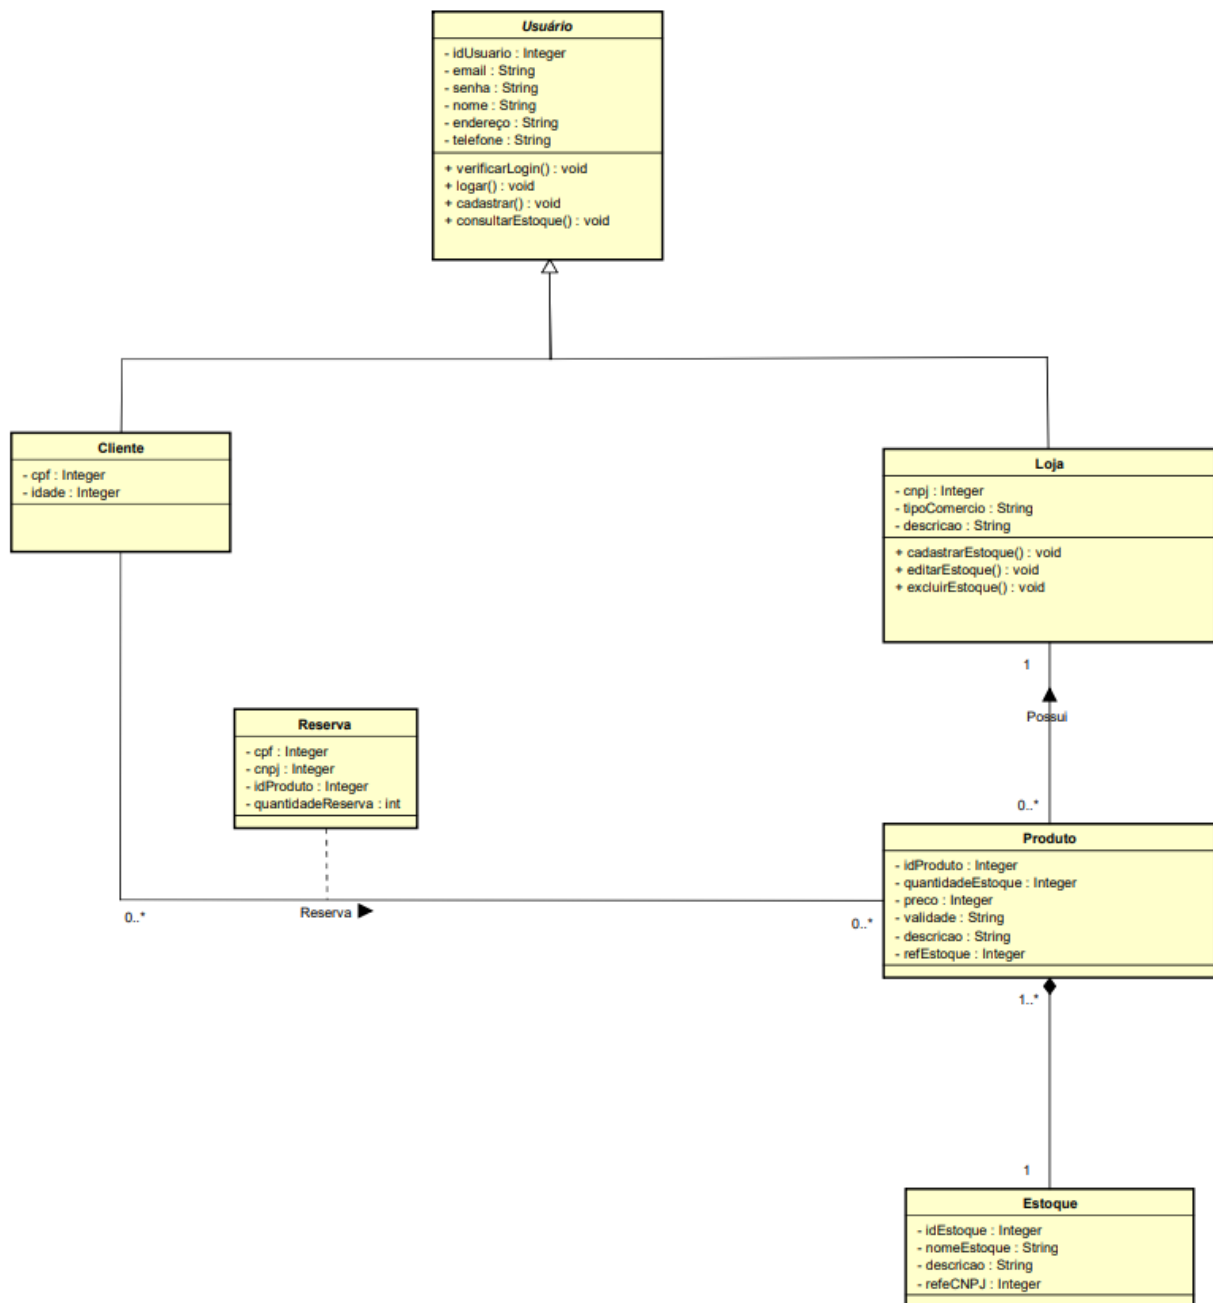 Usuário
- idUsuario : Integer
- email : String
- senha : String
- nome : String
- endereço : String
- telefone : String
+ verificarLogin() : void
+ logar() : void
+ cadastrar() : void
+ consultarEstoque() : void
Cliente
- cpf : Integer
- idade : Integer
Loja
- cnpj : Integer
- tipoComercio : String
- descricao : String
+ cadastrarEstoque() : void
+ editarEstoque() : void
+ excluirEstoque() : void
1
Possui
0..*
Reserva
- cpf : Integer
- cnpj : Integer
- idProduto : Integer
- quantidadeReserva : int
0..*
Reserva
0..*
Produto
- idProduto : Integer
- quantidadeEstoque : Integer
- preco : Integer
- validade : String
- descricao : String
- refEstoque : Integer
1..*
1
Estoque
- idEstoque : Integer
- nomeEstoque : String
- descricao : String
- refeCNPJ : Integer